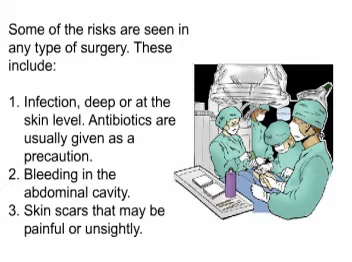 Some of the risks are seen in
any type of surgery. These
include:
1. Infection, deep or at the
skin level. Antibiotics are
usually given as a
precaution.
2. Bleeding in the
abdominal cavity.
3. Skin scars that may be
painful or unsightly.